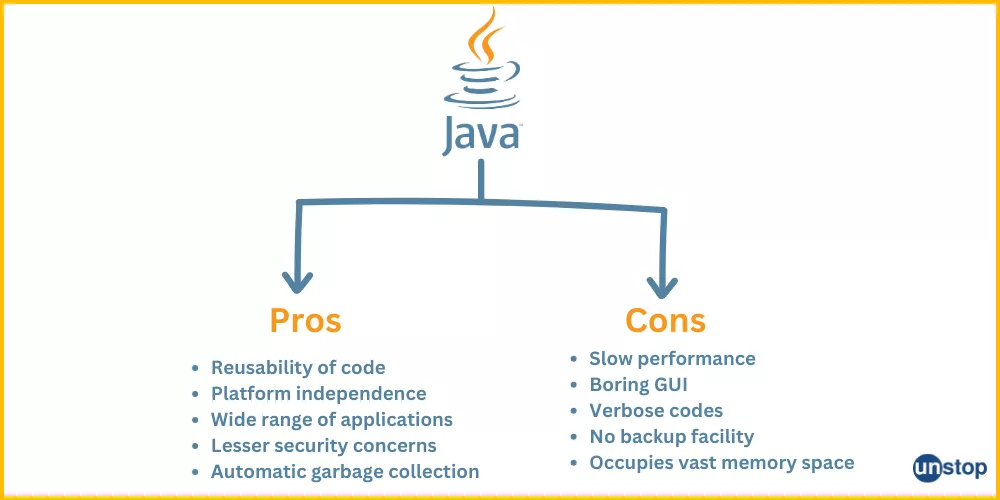 Java™
Pros
Reusability of code
Platform independence
Wide range of applications
Lesser security concerns
Automatic garbage collection
Cons
Slow performance
Boring GUI
Verbose codes
No backup facility
Occupies vast memory space
unstop